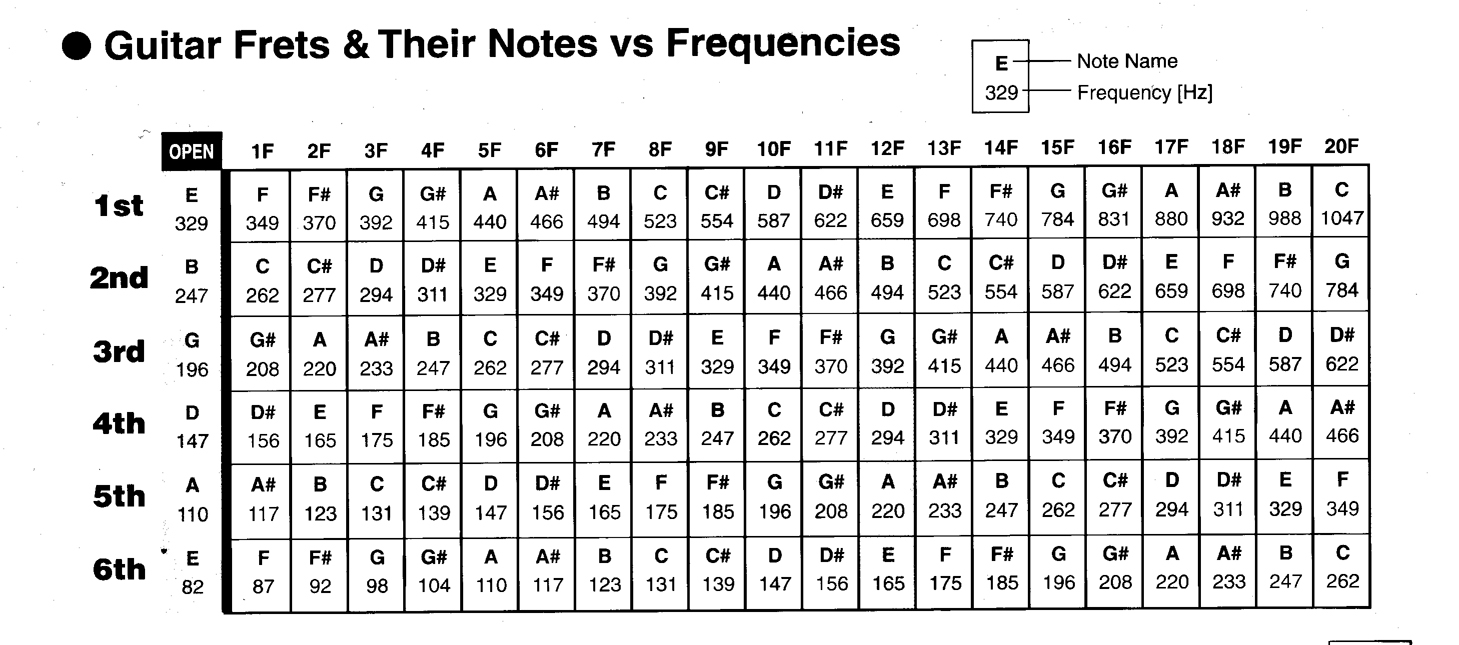 ● Guitar Frets & Their Notes vs Frequencies
E Note Name
329 Frequency [Hz]
OPEN 1F 2F 3F 4F 5F 6F 7F 8F 9F 10F 11F 12F 13F 14F 15F 16F 17F 18F 19F 20F
1st E F F# G G# A A# B C C# D D# E F F# G G# A A# B C
329 349 370 392 415 440 466 494 523 554 587 622 659 698 740 784 831 880 932 988 1047
2nd B C C# D D# E F F# G G# A A# B C C# D D# E F F# G
247 262 277 294 311 329 349 370 392 415 440 466 494 523 554 587 622 659 698 740 784
3rd G G# A A# B C C# D D# E F F# G G# A A# B C C# D D#
196 208 220 233 247 262 277 294 311 329 349 370 392 415 440 466 494 523 554 587 622
4th D D# E F F# G G# A A# B C C# D D# E F F# G G# A A#
147 156 165 175 185 196 208 220 233 247 262 277 294 311 329 349 370 392 415 440 466
5th A A# B C C# D D# E F F# G G# A A# B C C# D D# E F
110 117 123 131 139 147 156 165 175 185 196 208 220 233 247 262 277 294 311 329 349
6th E F F# G G# A A# B C C# D D# E F F# G G# A A# B C
82 87 92 98 104 110 117 123 131 139 147 156 165 175 185 196 208 220 233 247 262